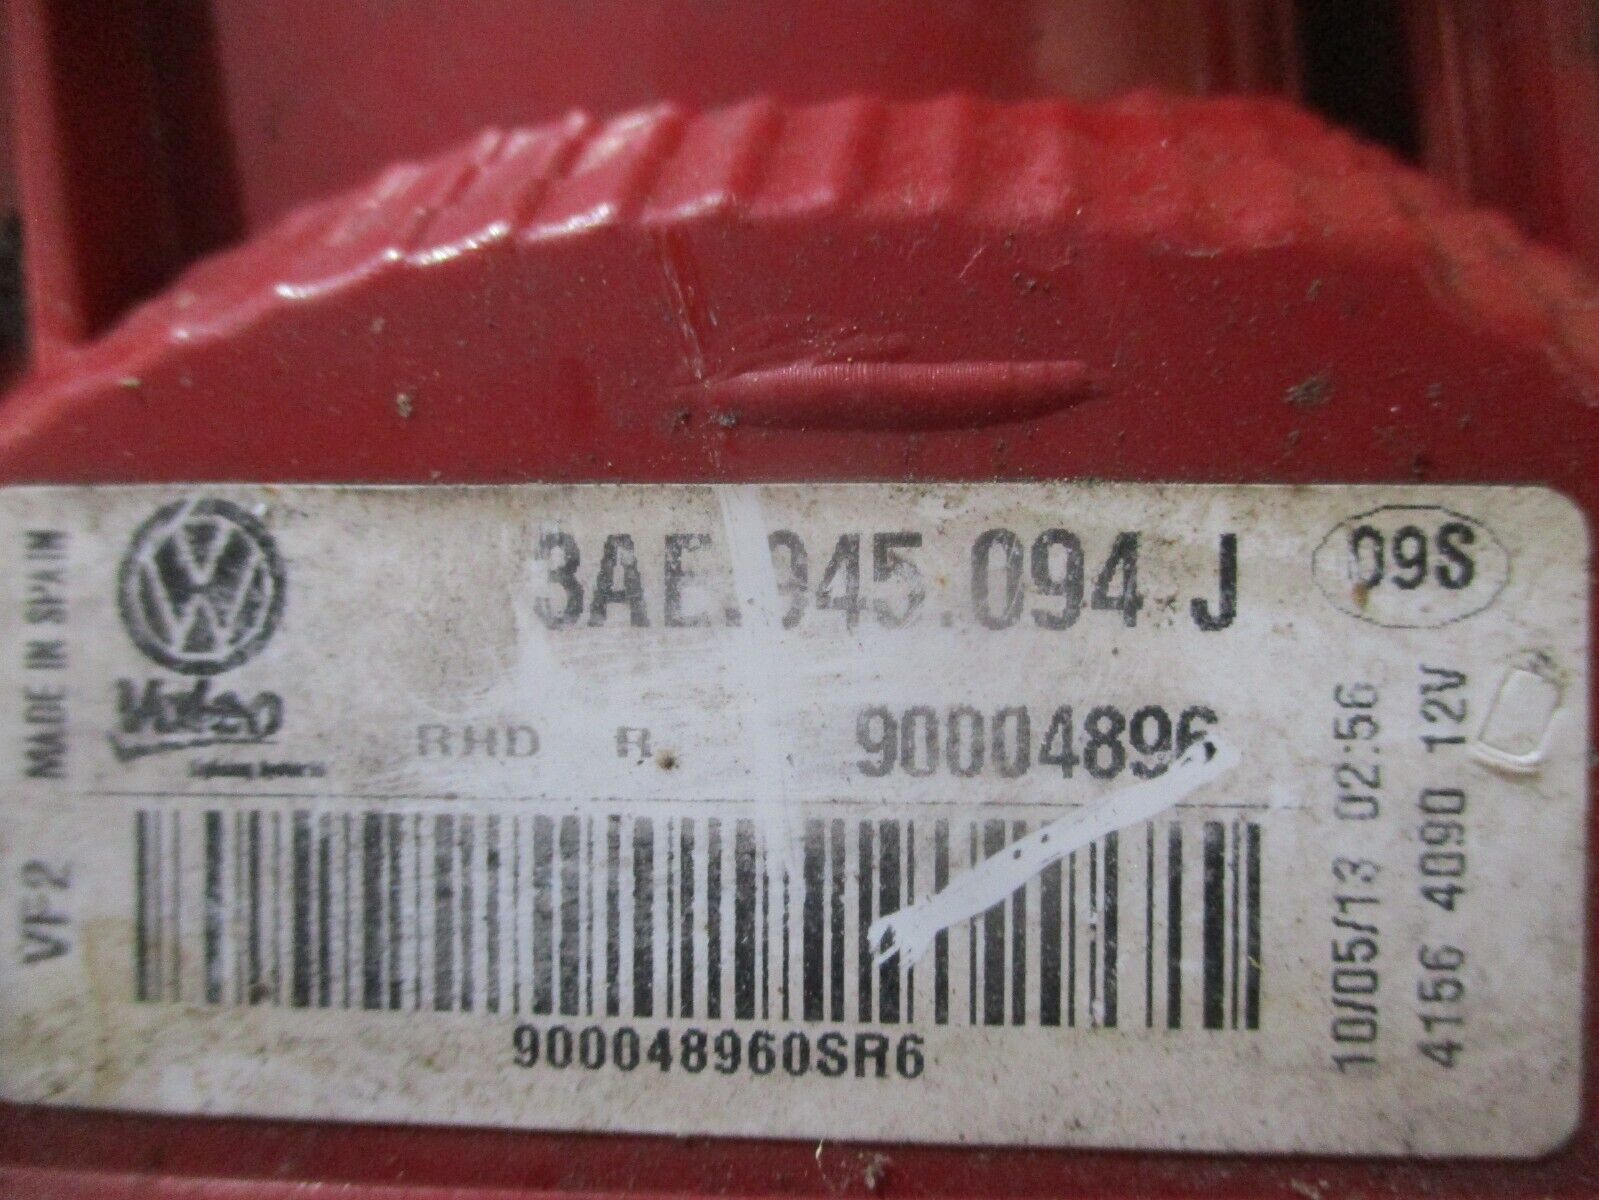 3AE.945.094 J
09S
Valeo
RHD R 90004896
900048960SR6
MADE IN SPAIN
VF2
10/05/13 02:56
4156 4090 12V